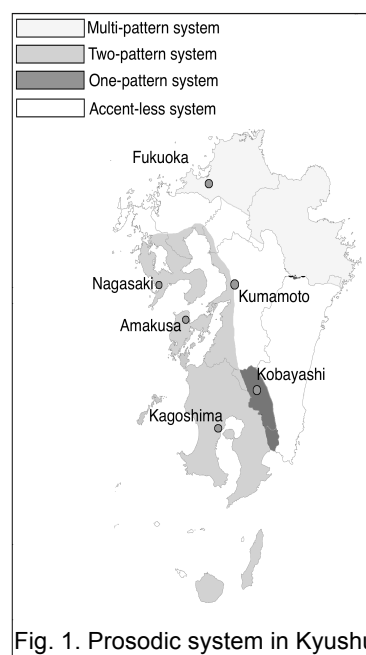 Multi-pattern system
Two-pattern system
One-pattern system
Accent-less system
Fukuoka
Nagasaki
Kumamoto
Amakusa
Kobayashi
Kagoshima
Fig. 1. Prosodic system in Kyushu